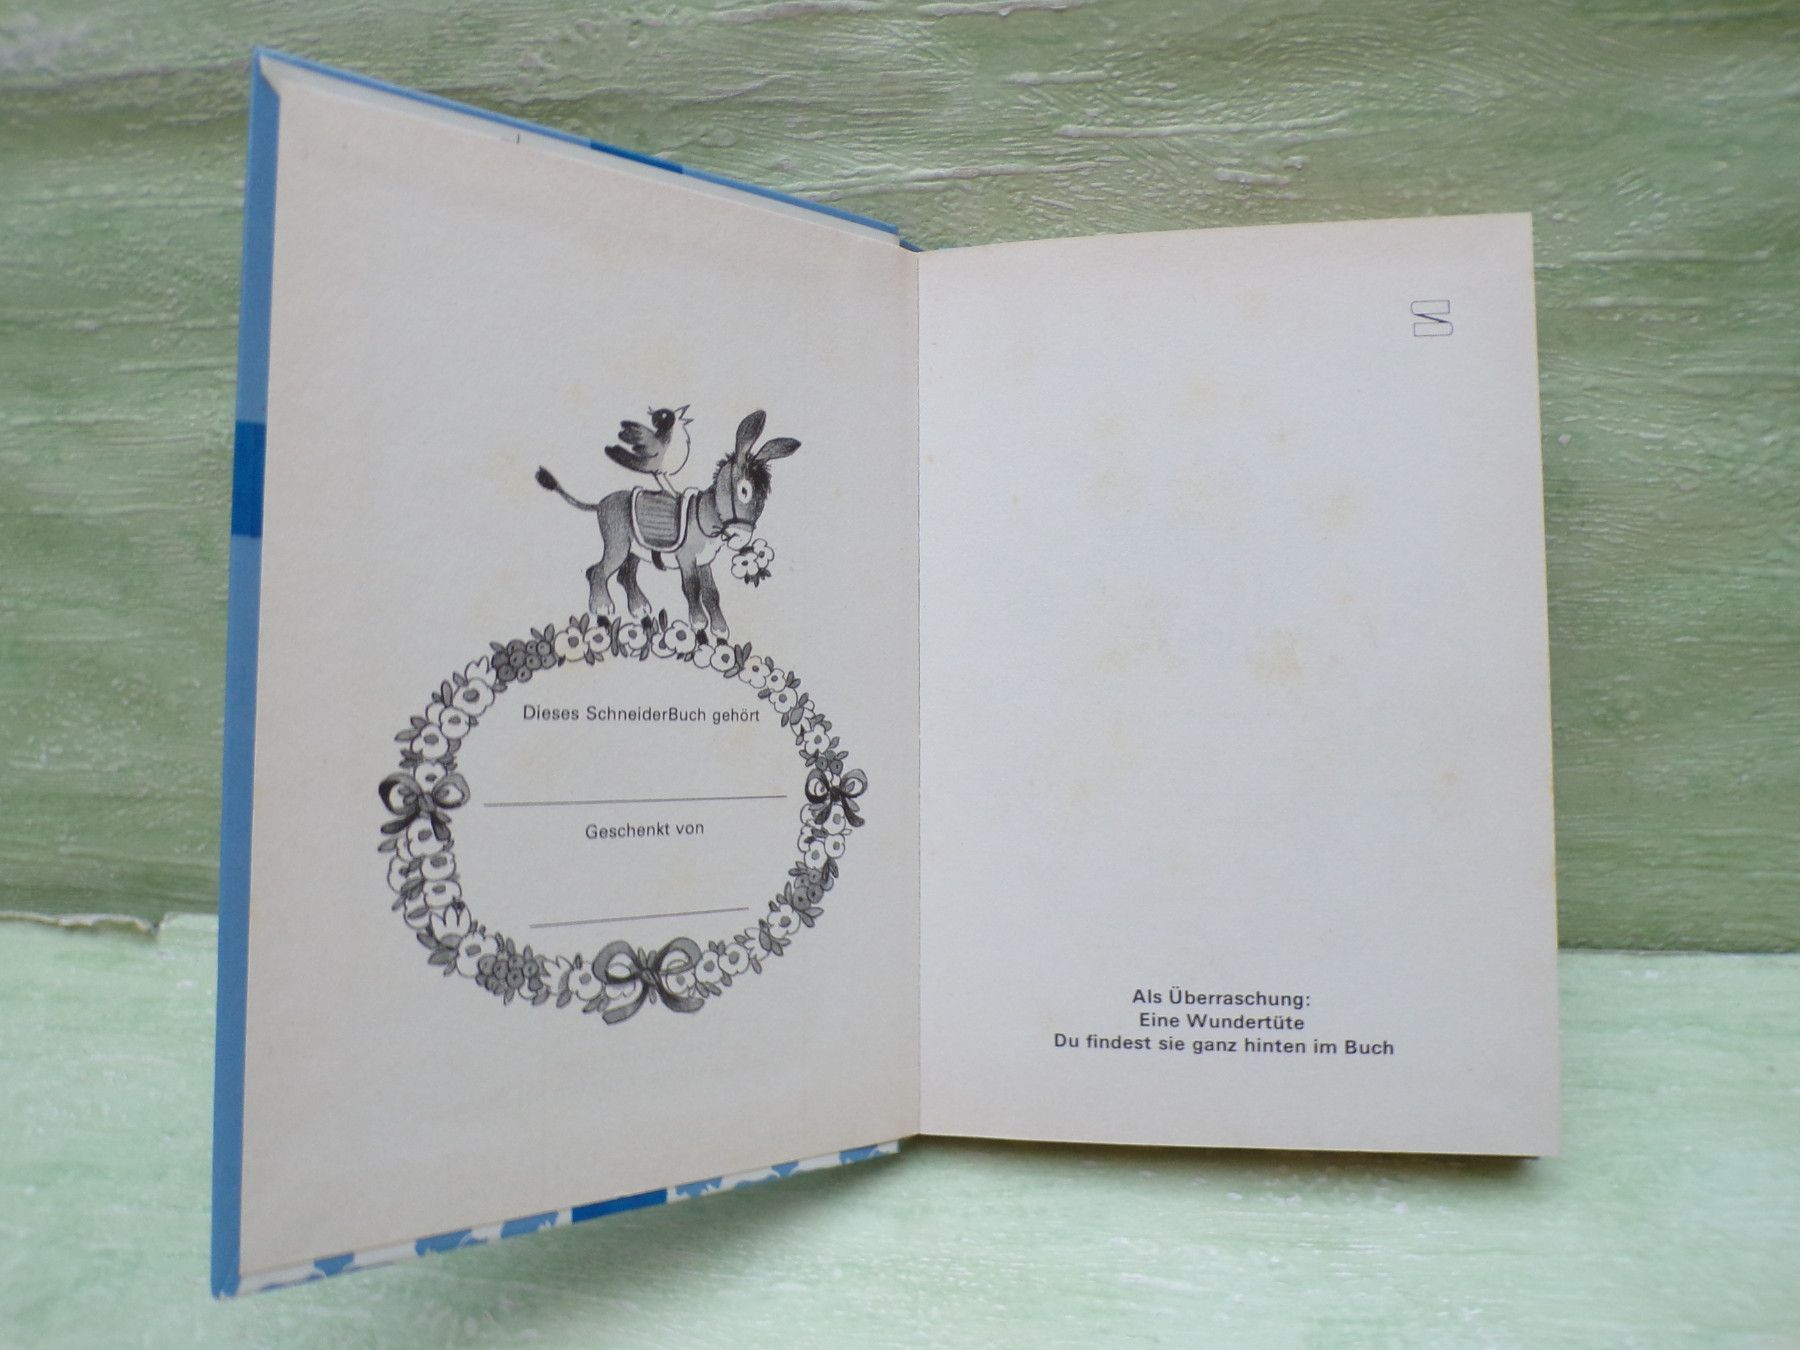 Dieses SchneiderBuch gehört
Geschenkt von
Als Überraschung:
Eine Wundertüte
Du findest sie ganz hinten im Buch